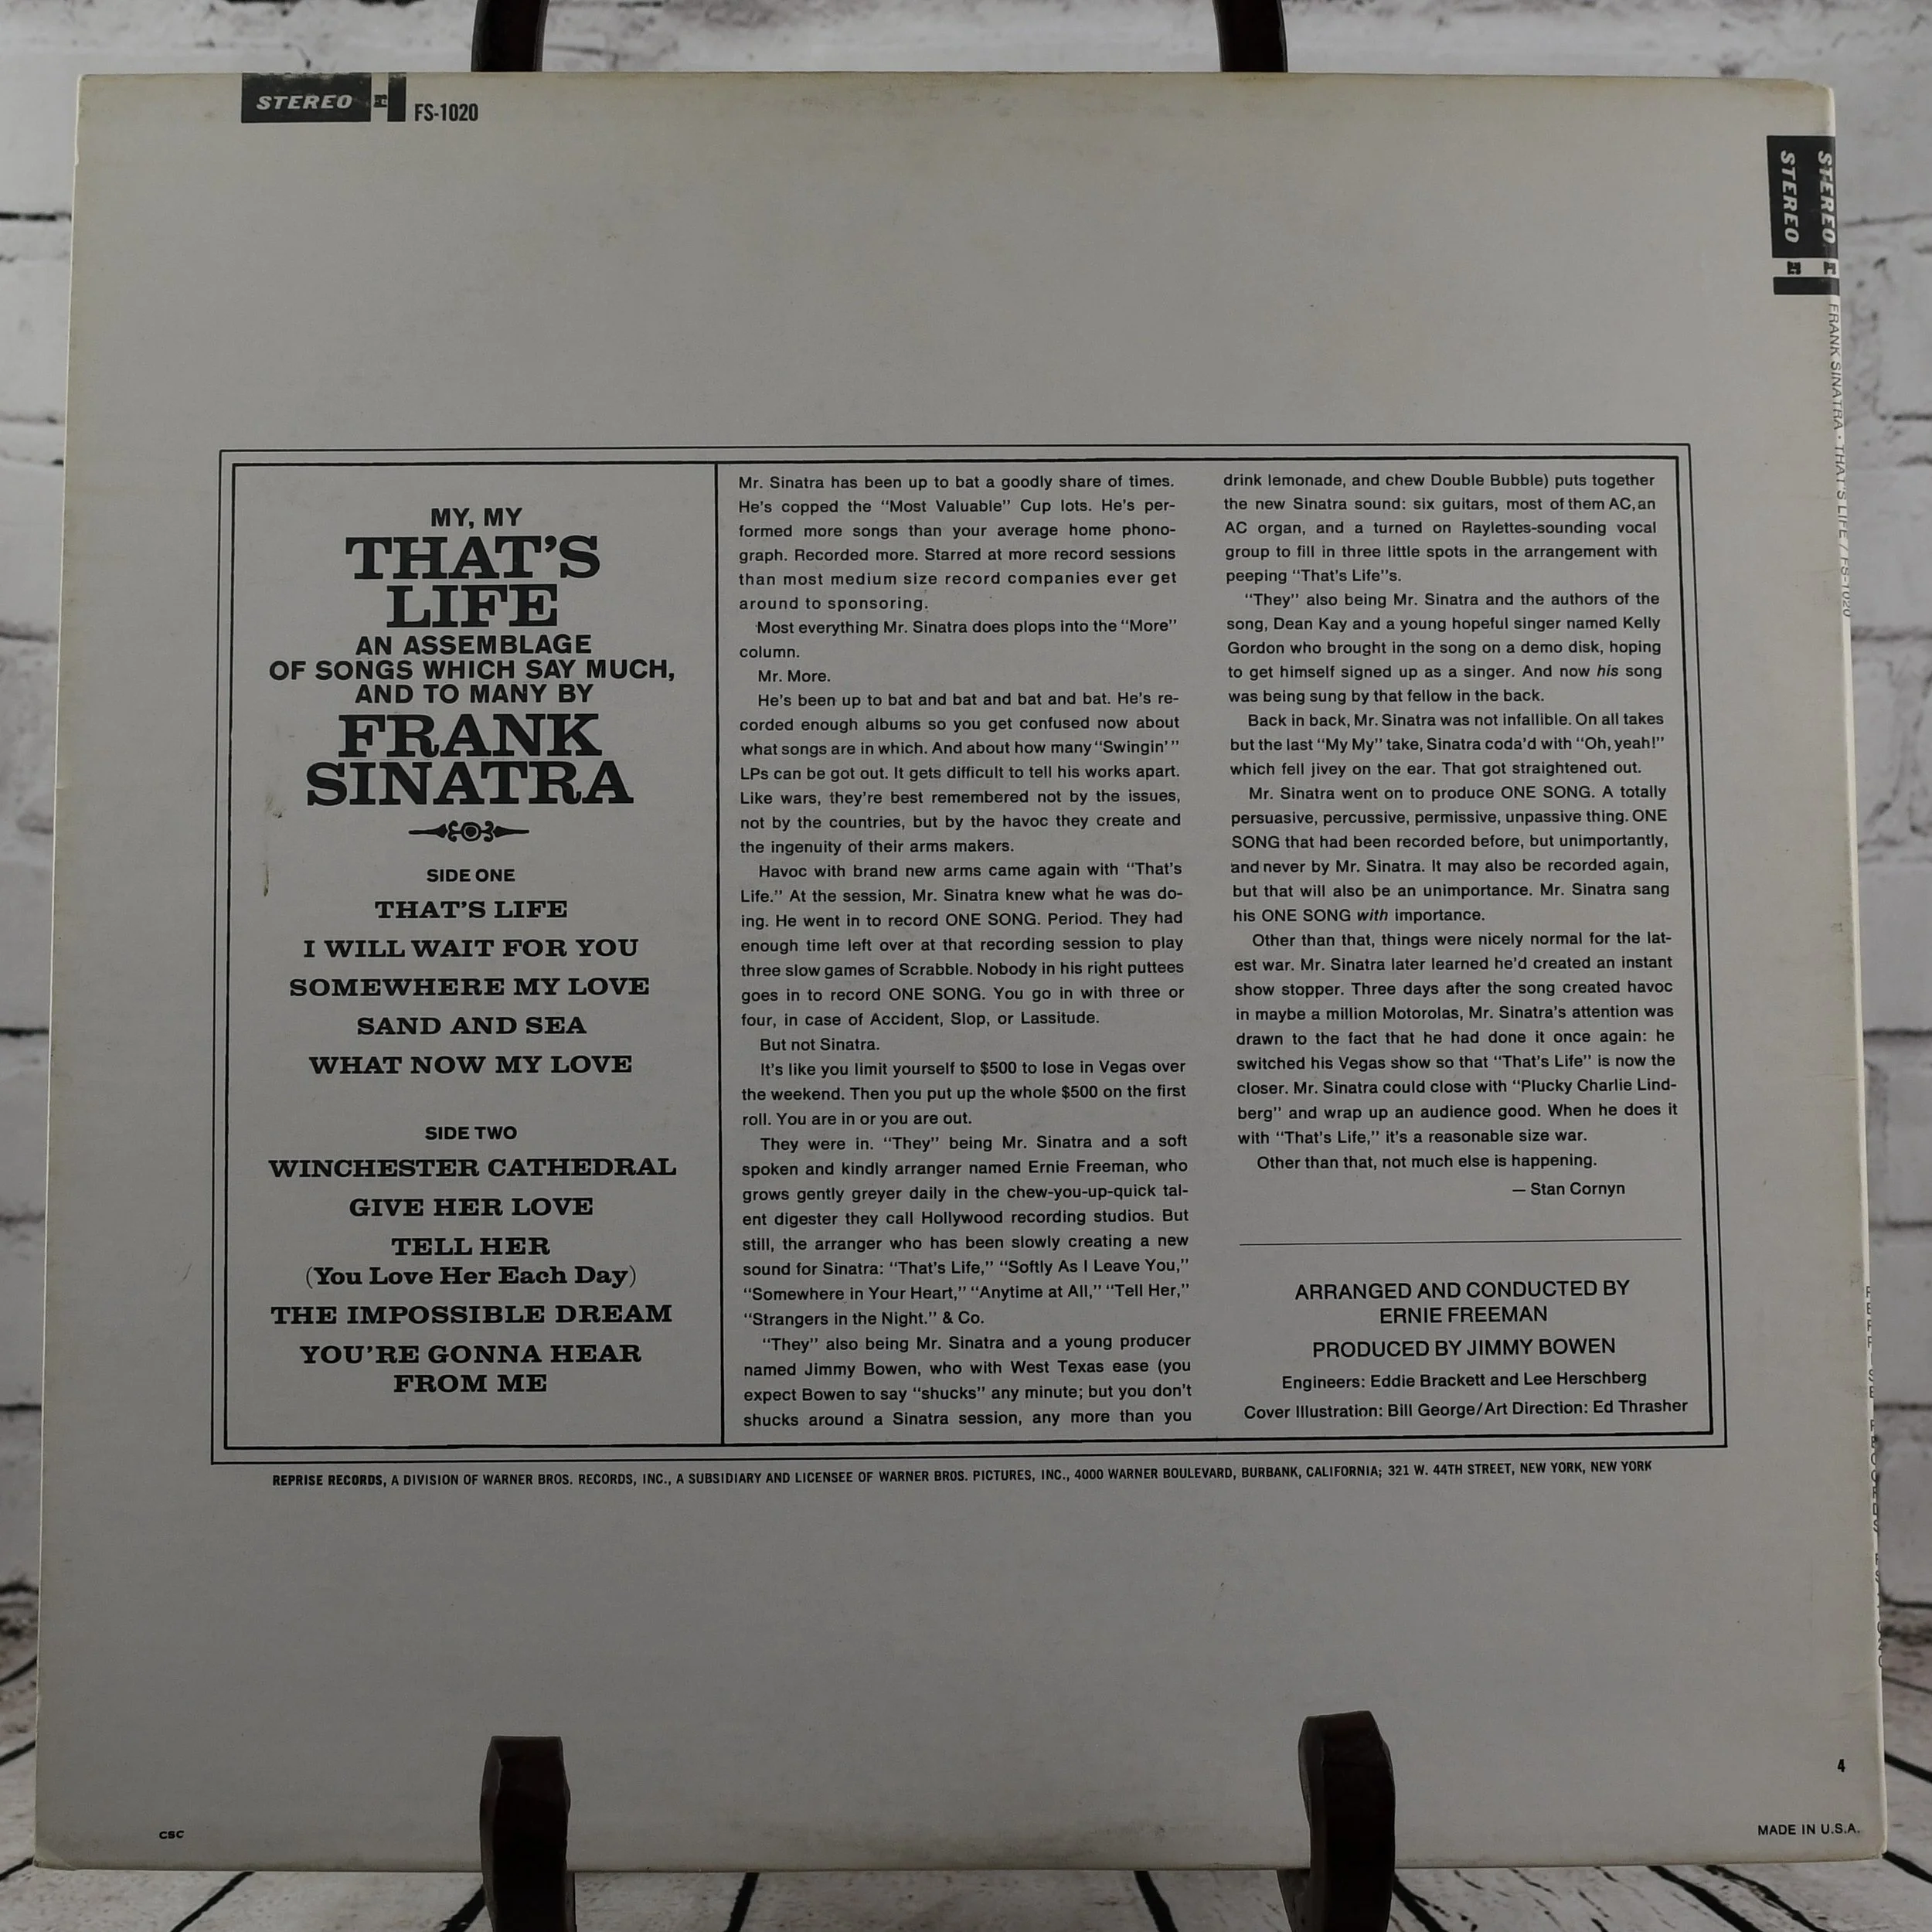 STEREO
FS-1020
STEREO
STEREO
FRANK SINATRA · THAT'S LIFE / FS-1020
MY, MY
THAT'S
LIFE
AN ASSEMBLAGE
OF SONGS WHICH SAY MUCH,
AND TO MANY BY
FRANK
SINATRA
SIDE ONE
THAT'S LIFE
I WILL WAIT FOR YOU
SOMEWHERE MY LOVE
SAND AND SEA
WHAT NOW MY LOVE
SIDE TWO
WINCHESTER CATHEDRAL
GIVE HER LOVE
TELL HER
(You Love Her Each Day)
THE IMPOSSIBLE DREAM
YOU'RE GONNA HEAR
FROM ME
Mr. Sinatra has been up to bat a goodly share of times.
He's copped the "Most Valuable" Cup lots. He's per-
formed more songs than your average home phono-
graph. Recorded more. Starred at more record sessions
than most medium size record companies ever get
around to sponsoring.
Most everything Mr. Sinatra does plops into the "More"
column.
Mr. More.
He's been up to bat and bat and bat and bat. He's re-
corded enough albums so you get confused now about
what songs are in which. And about how many "Swingin'"
LPs can be got out. It gets difficult to tell his works apart.
Like wars, they're best remembered not by the issues,
not by the countries, but by the havoc they create and
the ingenuity of their arms makers.
Havoc with brand new arms came again with "That's
Life." At the session, Mr. Sinatra knew what he was do-
ing. He went in to record ONE SONG. Period. They had
enough time left over at that recording session to play
three slow games of Scrabble. Nobody in his right puttees
goes in to record ONE SONG. You go in with three or
four, in case of Accident, Slop, or Lassitude.
But not Sinatra.
It's like you limit yourself to $500 to lose in Vegas over
the weekend. Then you put up the whole $500 on the first
roll. You are in or you are out.
They were in. "They" being Mr. Sinatra and a soft
spoken and kindly arranger named Ernie Freeman, who
grows gently greyer daily in the chew-you-up-quick tal-
ent digester they call Hollywood recording studios. But
still, the arranger who has been slowly creating a new
sound for Sinatra: "That's Life," "Softly As I Leave You,"
"Somewhere in Your Heart," "Anytime at All," "Tell Her,"
"Strangers in the Night." & Co.
"They" also being Mr. Sinatra and a young producer
named Jimmy Bowen, who with West Texas ease (you
expect Bowen to say "shucks" any minute; but you don't
shucks around a Sinatra session, any more than you
drink lemonade, and chew Double Bubble) puts together
the new Sinatra sound: six guitars, most of them AC, an
AC organ, and a turned on Raylettes-sounding vocal
group to fill in three little spots in the arrangement with
peeping "That's Life"s.
"They" also being Mr. Sinatra and the authors of the
song, Dean Kay and a young hopeful singer named Kelly
Gordon who brought in the song on a demo disk, hoping
to get himself signed up as a singer. And now his song
was being sung by that fellow in the back.
Back in back, Mr. Sinatra was not infallible. On all takes
but the last "My My" take, Sinatra coda'd with "Oh, yeah!"
which fell jivey on the ear. That got straightened out.
Mr. Sinatra went on to produce ONE SONG. A totally
persuasive, percussive, permissive, unpassive thing. ONE
SONG that had been recorded before, but unimportantly,
and never by Mr. Sinatra. It may also be recorded again,
but that will also be an unimportance. Mr. Sinatra sang
his ONE SONG with importance.
Other than that, things were nicely normal for the lat-
est war. Mr. Sinatra later learned he'd created an instant
show stopper. Three days after the song created havoc
in maybe a million Motorolas, Mr. Sinatra's attention was
drawn to the fact that he had done it once again: he
switched his Vegas show so that "That's Life" is now the
closer. Mr. Sinatra could close with "Plucky Charlie Lind-
berg" and wrap up an audience good. When he does it
with "That's Life," it's a reasonable size war.
Other than that, not much else is happening.
— Stan Cornyn
ARRANGED AND CONDUCTED BY
ERNIE FREEMAN
PRODUCED BY JIMMY BOWEN
Engineers: Eddie Brackett and Lee Herschberg
Cover Illustration: Bill George/Art Direction: Ed Thrasher
REPRISE RECORDS, A DIVISION OF WARNER BROS. RECORDS, INC., A SUBSIDIARY AND LICENSEE OF WARNER BROS. PICTURES, INC., 4000 WARNER BOULEVARD, BURBANK, CALIFORNIA; 321 W. 44TH STREET, NEW YORK, NEW YORK
4
CSC
MADE IN U.S.A.